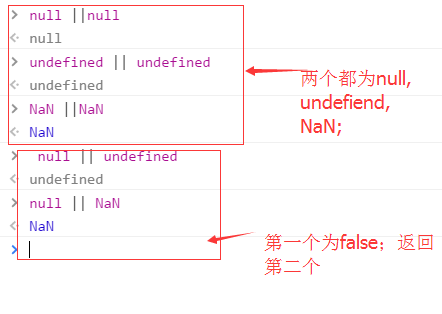 null ||null
null
undefined || undefined
undefined
NaN ||NaN
NaN
null || undefined
undefined
null || NaN
NaN
两个都为null,
undefiend,
NaN;
第一个为false；返回
第二个